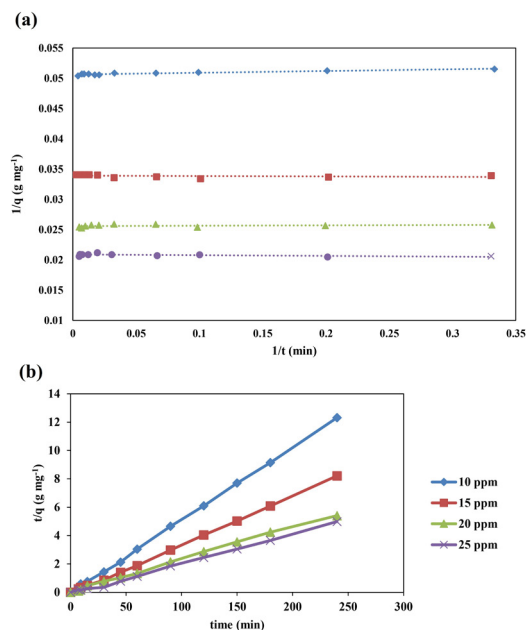 (a)
0.055
0.05
0.045
0.04
0.035
0.03
0.025
0.02
0.015
0.01
1/q (g mg⁻¹)
0 0.05 0.1 0.15 0.2 0.25 0.3 0.35
1/t (min)
(b)
14
12
10
8
6
4
2
0
t/q (g mg⁻¹)
0 50 100 150 200 250 300
time (min)
10 ppm
15 ppm
20 ppm
25 ppm